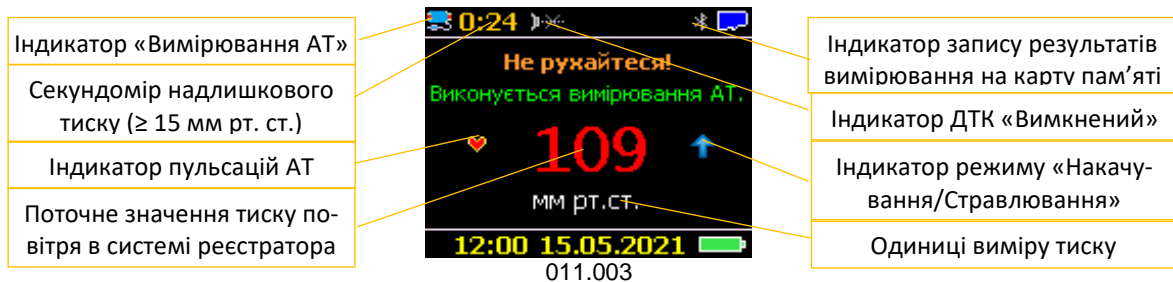 Індикатор «Вимірювання АТ»
Секундомір надлишкового
тиску (≥ 15 мм рт. ст.)
Індикатор пульсацій АТ
Поточне значення тиску по-
вітря в системі реєстратора
0:24
Не рухайтеся!
Виконується вимірювання АТ.
109
мм рт.ст.
12:00 15.05.2021
011.003
Індикатор запису результатів
вимірювання на карту пам’яті
Індикатор ДТК «Вимкнений»
Індикатор режиму «Накачу-
вання/Стравлювання»
Одиниці виміру тиску